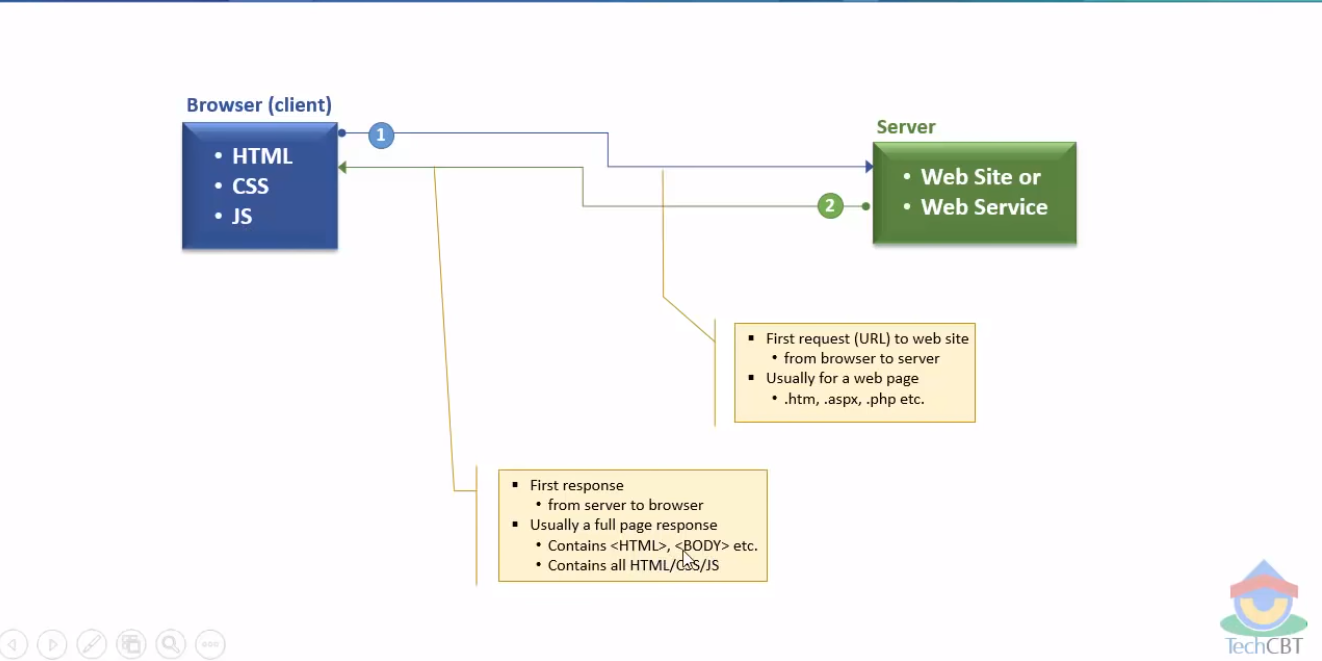 Browser (client)
• HTML
• CSS
• JS
1
Server
• Web Site or
• Web Service
2
▪ First request (URL) to web site
• from browser to server
▪ Usually for a web page
• .htm, .aspx, .php etc.
▪ First response
• from server to browser
▪ Usually a full page response
• Contains <HTML>, <BODY> etc.
• Contains all HTML/CSS/JS
TechCBT